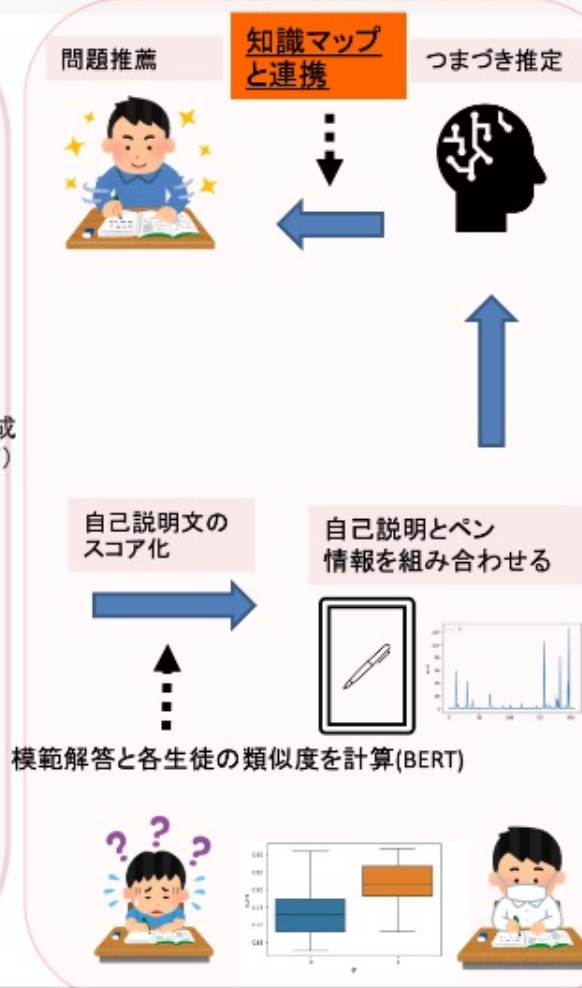 問題推薦
知識マップ
と連携
つまづき推定
成
)
自己説明文の
スコア化
自己説明とペン
情報を組み合わせる
模範解答と各生徒の類似度を計算(BERT)
? ? ?